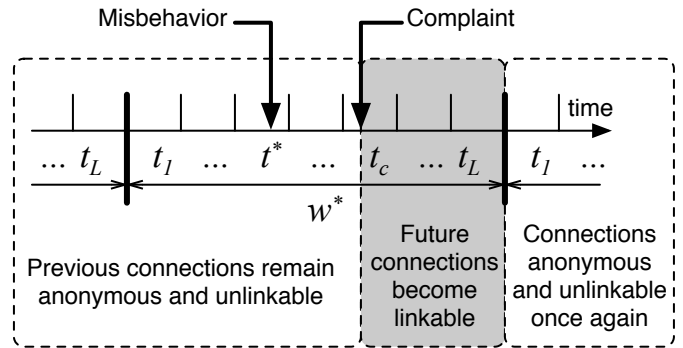 Misbehavior Complaint
time
... t_L t_1 ... t* ... t_c ... t_L t_1 ...
w*
Previous connections remain
anonymous and unlinkable
Future
connections
become
linkable
Connections
anonymous
and unlinkable
once again